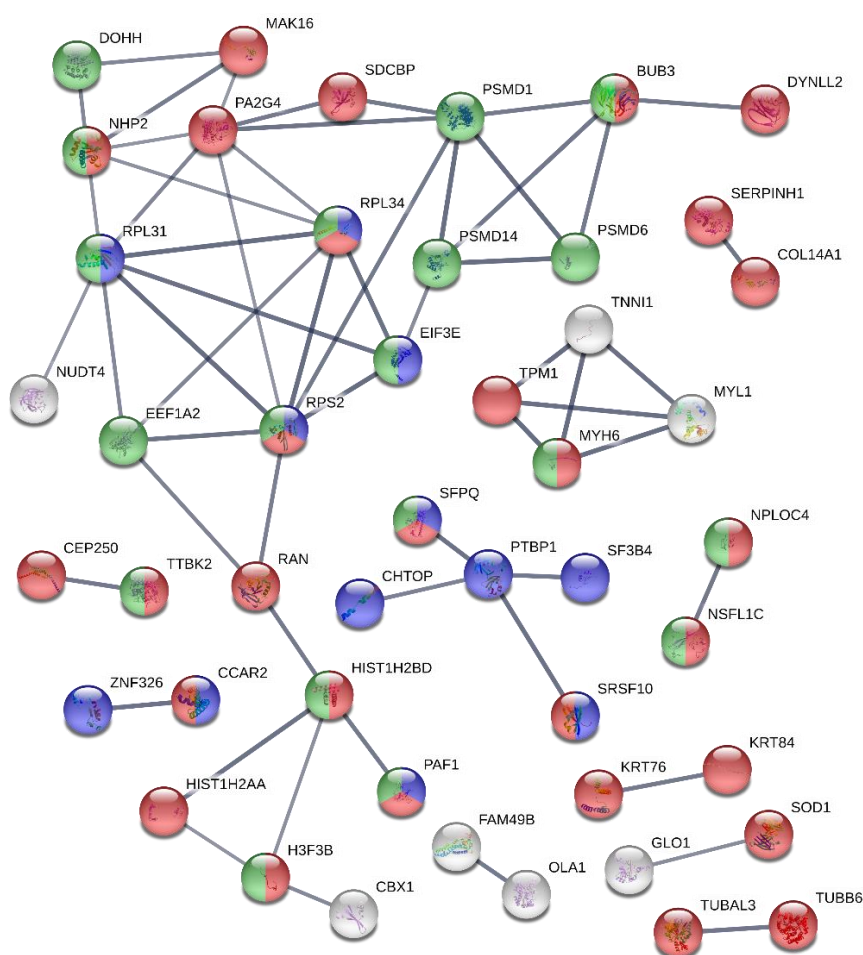 MAK16
DOHH
SDCBP
BUB3
PSMD1
DYNLL2
PA2G4
NHP2
SERPINH1
RPL34
RPL31
PSMD14
PSMD6
COL14A1
TNNI1
EIF3E
NUDT4
TPM1
MYL1
EEF1A2
RPS2
MYH6
SFPQ
NPLOC4
CEP250
TTBK2
RAN
CHTOP
PTBP1
SF3B4
NSFL1C
ZNF326
CCAR2
HIST1H2BD
SRSF10
KRT84
PAF1
KRT76
HIST1H2AA
SOD1
FAM49B
GLO1
H3F3B
OLA1
CBX1
TUBAL3
TUBB6